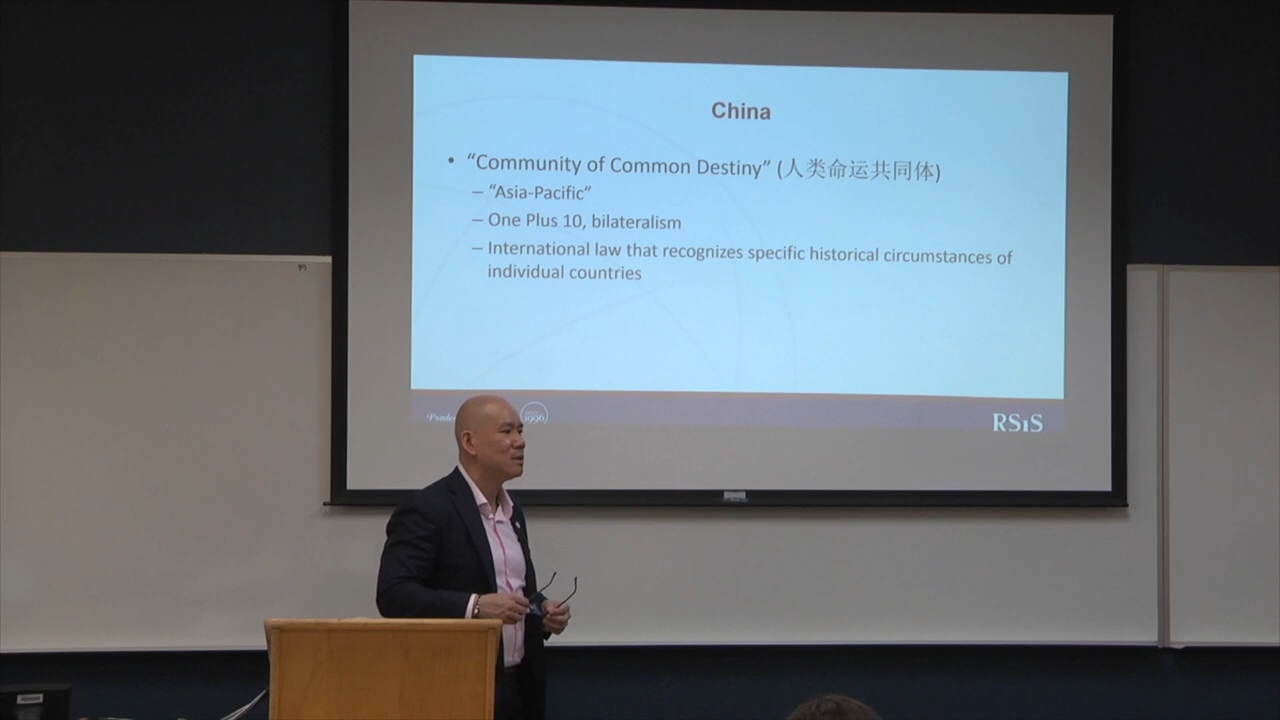 China
• “Community of Common Destiny” (人类命运共同体)
– “Asia-Pacific”
– One Plus 10, bilateralism
– International law that recognizes specific historical circumstances of
individual countries
1996
RSiS